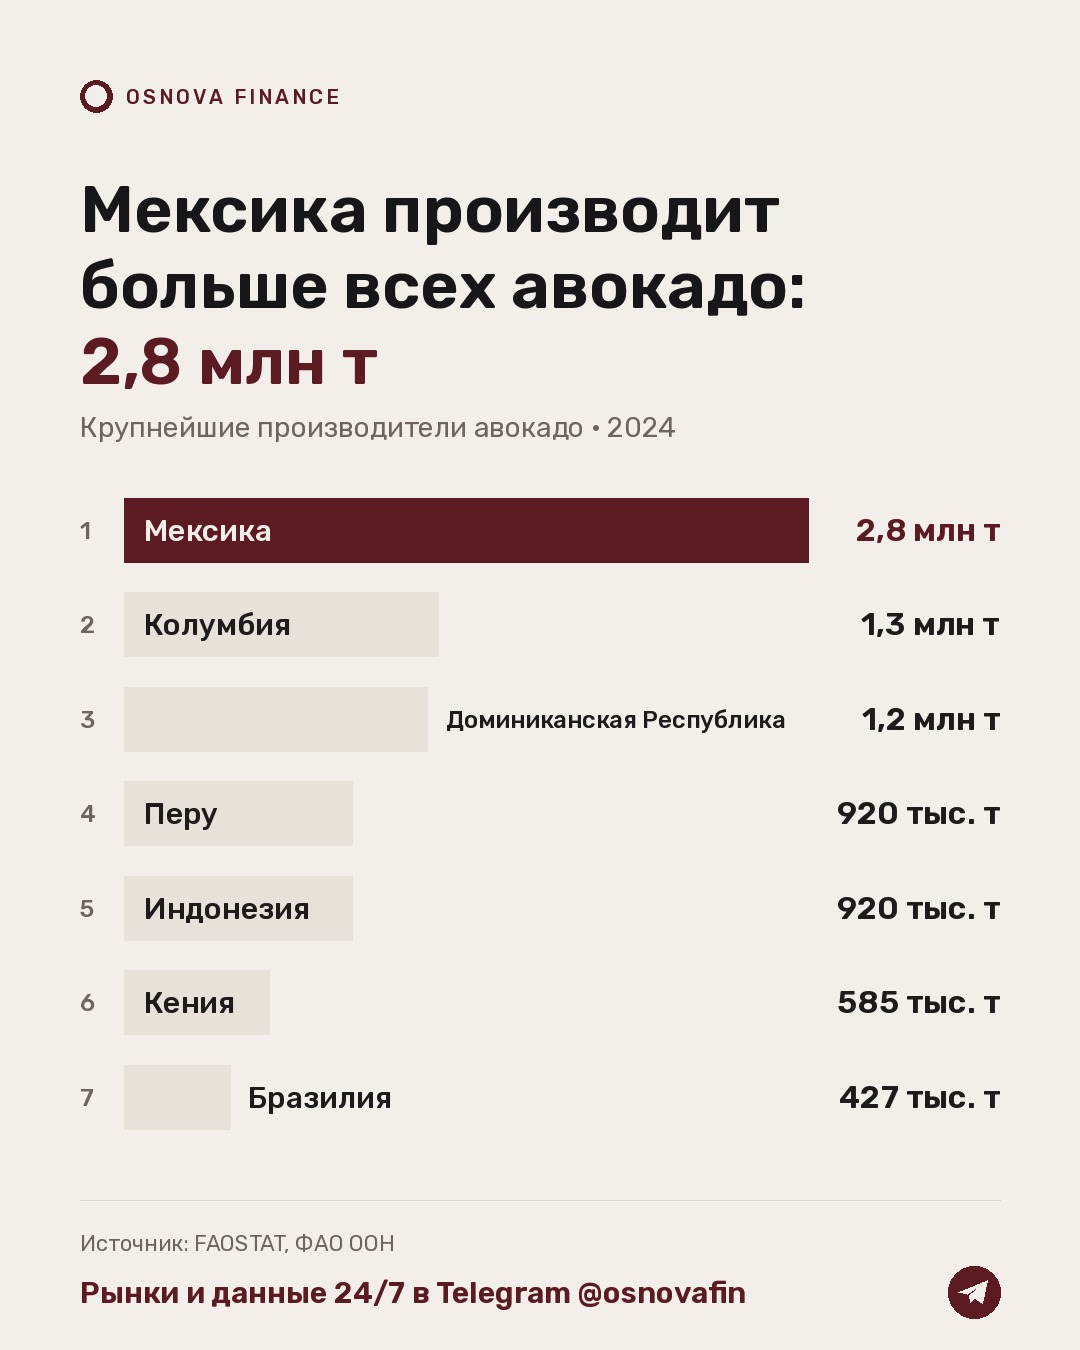 OSNOVA FINANCE
Мексика производит
больше всех авокадо:
2,8 млн т
Крупнейшие производители авокадо • 2024
1 Мексика 2,8 млн т
2 Колумбия 1,3 млн т
3 Доминиканская Республика 1,2 млн т
4 Перу 920 тыс. т
5 Индонезия 920 тыс. т
6 Кения 585 тыс. т
7 Бразилия 427 тыс. т
Источник: FAOSTAT, ФАО ООН
Рынки и данные 24/7 в Telegram @osnovafin